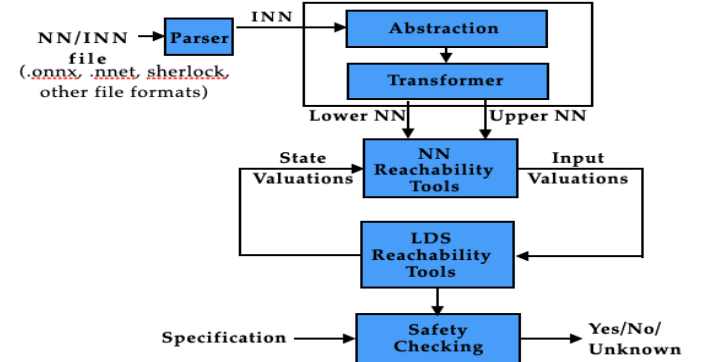 NN/INN
file
(.onnx, .nnet, sherlock,
other file formats)
Parser
INN
Abstraction
Transformer
Lower NN
Upper NN
State
Valuations
NN
Reachability
Tools
Input
Valuations
LDS
Reachability
Tools
Specification
Safety
Checking
Yes/No/
Unknown